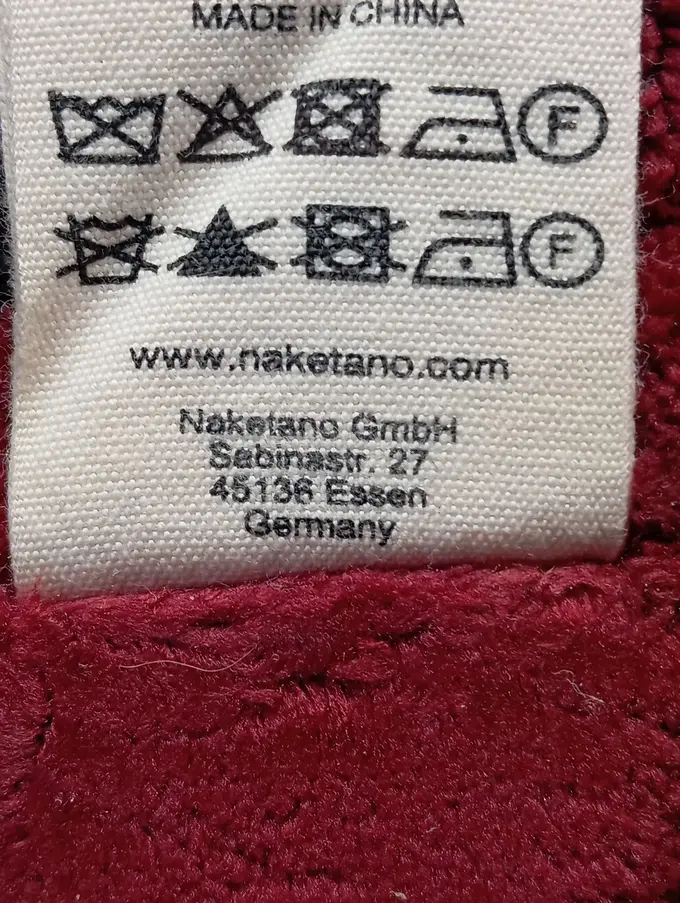 MADE IN CHINA
F
F
www.naketano.com
Naketano GmbH
Sabinastr. 27
45136 Essen
Germany